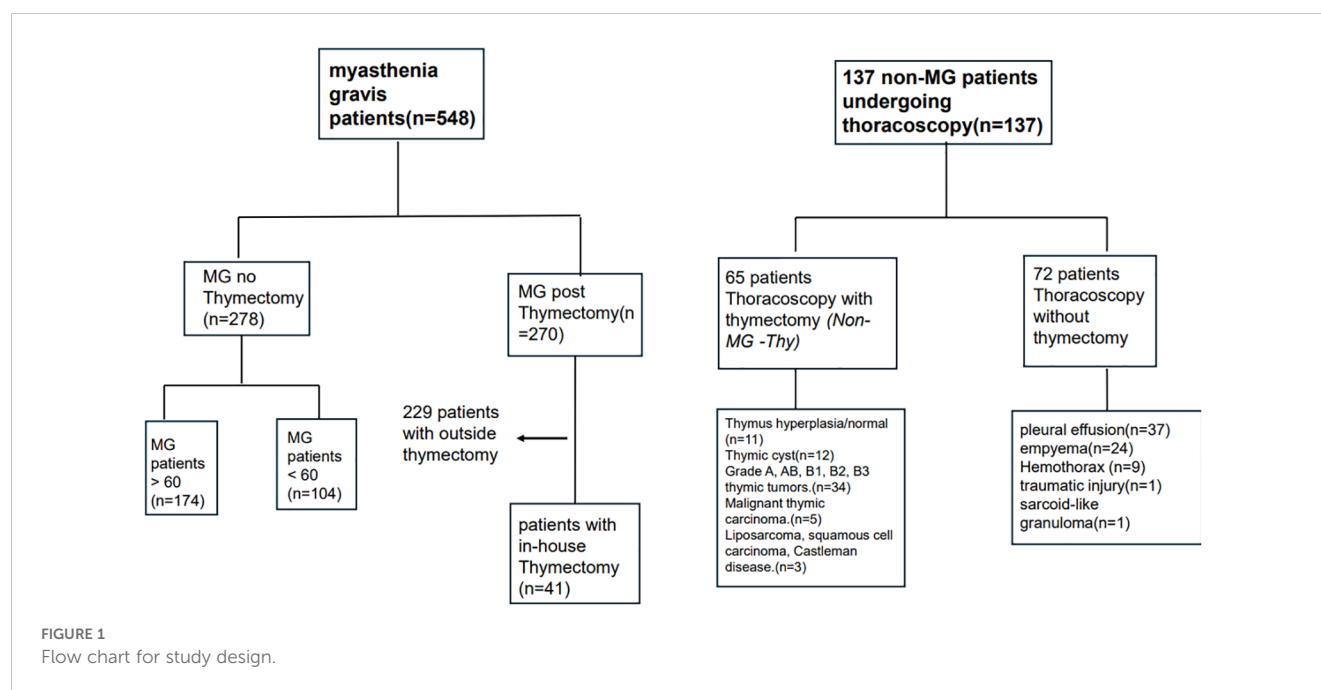 myasthenia
gravis
patients(n=548)
137 non-MG patients
undergoing
thoracoscopy(n=137)
MG no
Thymectomy
(n=278)
MG post
Thymectomy(n
=270)
65 patients
Thoracoscopy with
thymectomy (Non-
MG -Thy)
72 patients
Thoracoscopy
without
thymectomy
MG
patients
> 60
(n=174)
MG
patients
< 60
(n=104)
229 patients
with outside
thymectomy
patients with
in-house
Thymectomy
(n=41)
Thymus hyperplasia/normal
(n=11)
Thymic cyst(n=12)
Grade A, AB, B1, B2, B3
thymic tumors.(n=34)
Malignant thymic
carcinoma.(n=5)
Liposarcoma, squamous cell
carcinoma, Castleman
disease.(n=3)
pleural effusion(n=37)
empyema(n=24)
Hemothorax (n=9)
traumatic injury(n=1)
sarcoid-like
granuloma(n=1)
FIGURE 1
Flow chart for study design.